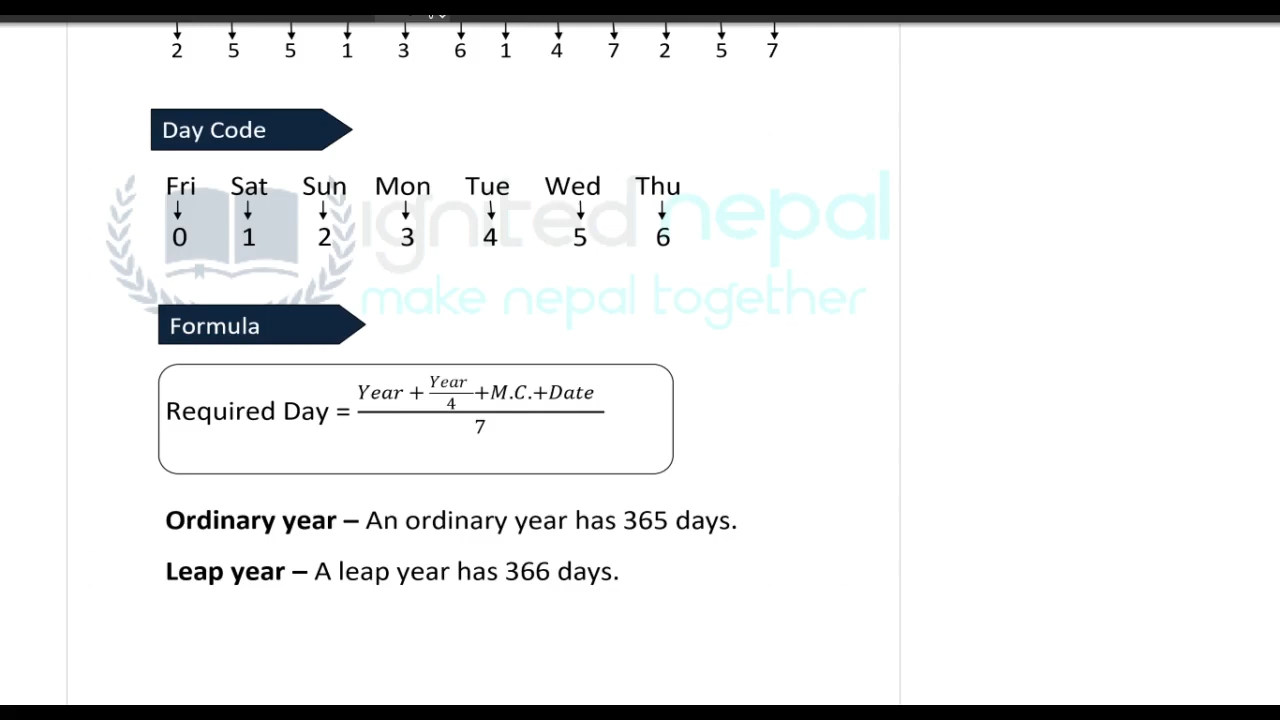 2 5 5 1 3 6 1 4 7 2 5 7
Day Code
Fri Sat Sun Mon Tue Wed Thu
0 1 2 3 4 5 6
ignited nepal
make nepal together
Formula
Required Day = \frac{Year + \frac{Year}{4} + M.C. + Date}{7}
Ordinary year – An ordinary year has 365 days.
Leap year – A leap year has 366 days.